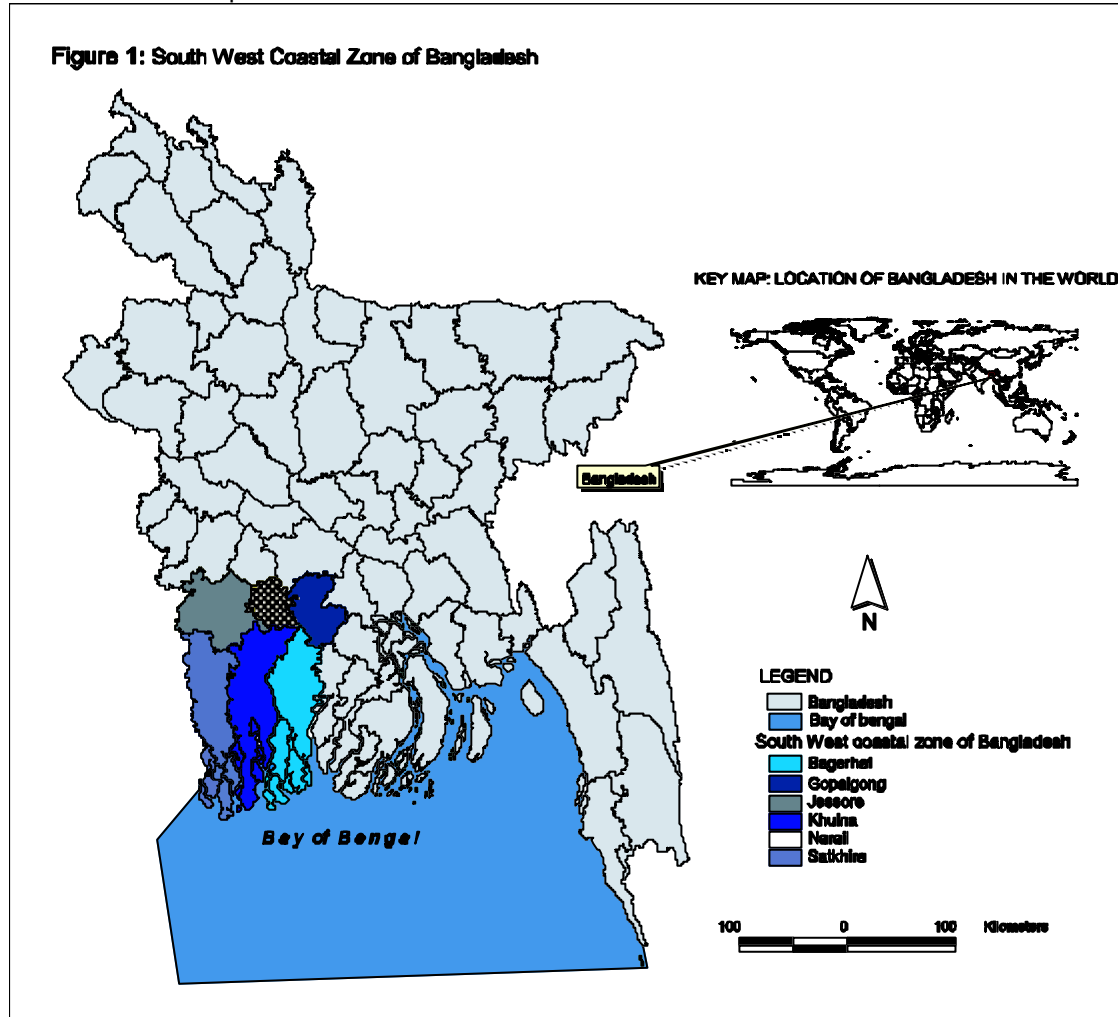 Figure 1: South West Coastal Zone of Bangladesh
KEY MAP: LOCATION OF BANGLADESH IN THE WORLD
Bangladesh
N
LEGEND
Bangladesh
Bay of bengal
South West coastal zone of Bangladesh
Bagerhat
Gopalgong
Jessore
Khulna
Narail
Satkhira
Bay of Bengal
100 0 100 Kilometers